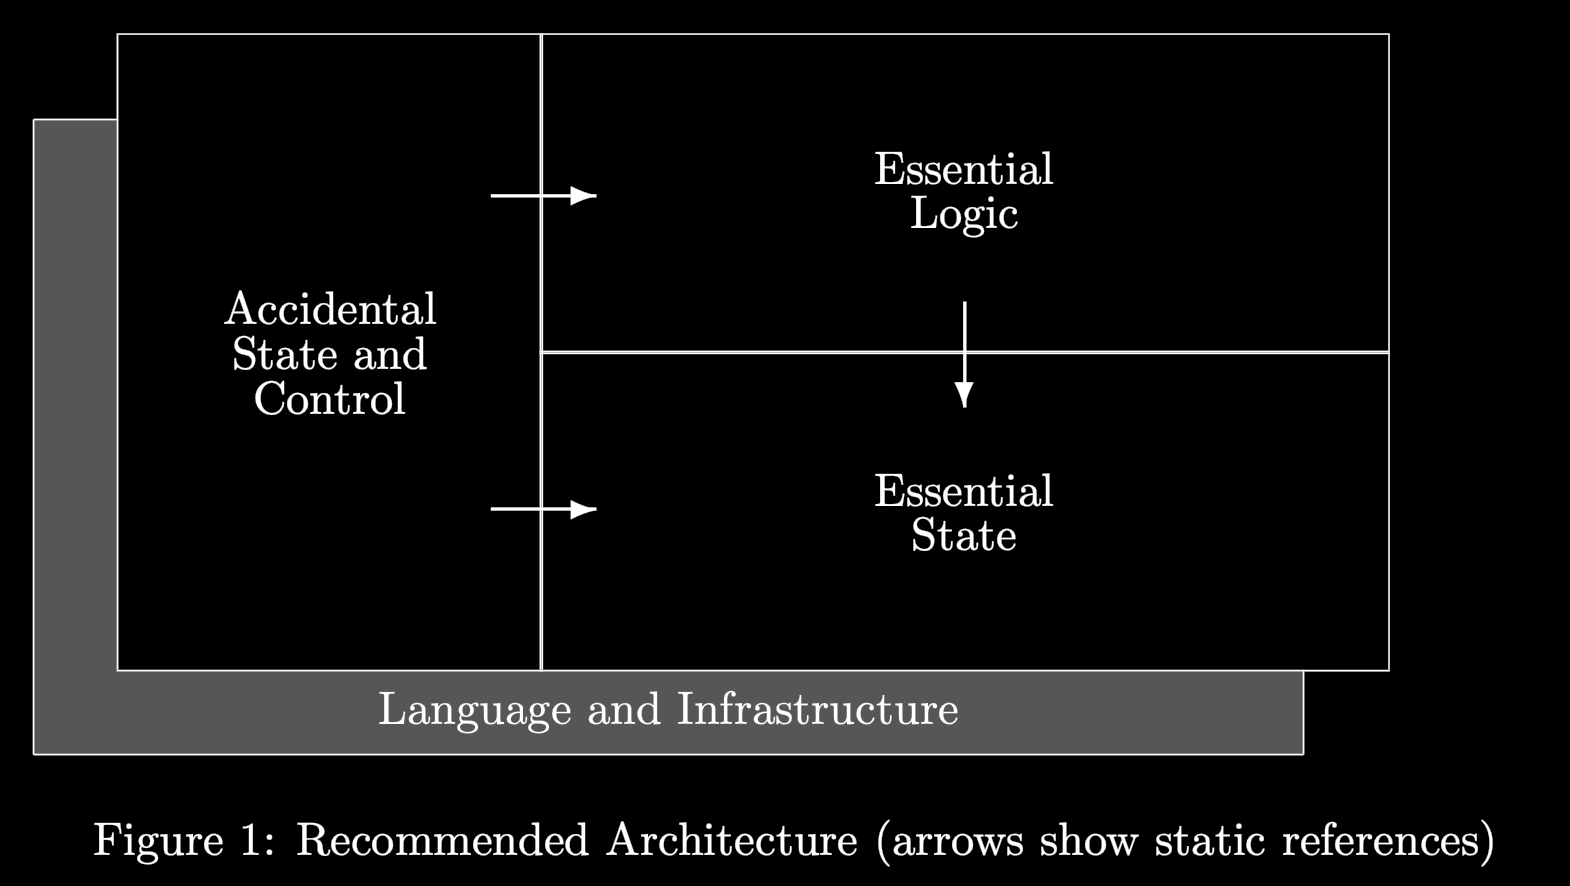 Essential
Logic
Accidental
State and
Control
Essential
State
Language and Infrastructure
Figure 1: Recommended Architecture (arrows show static references)